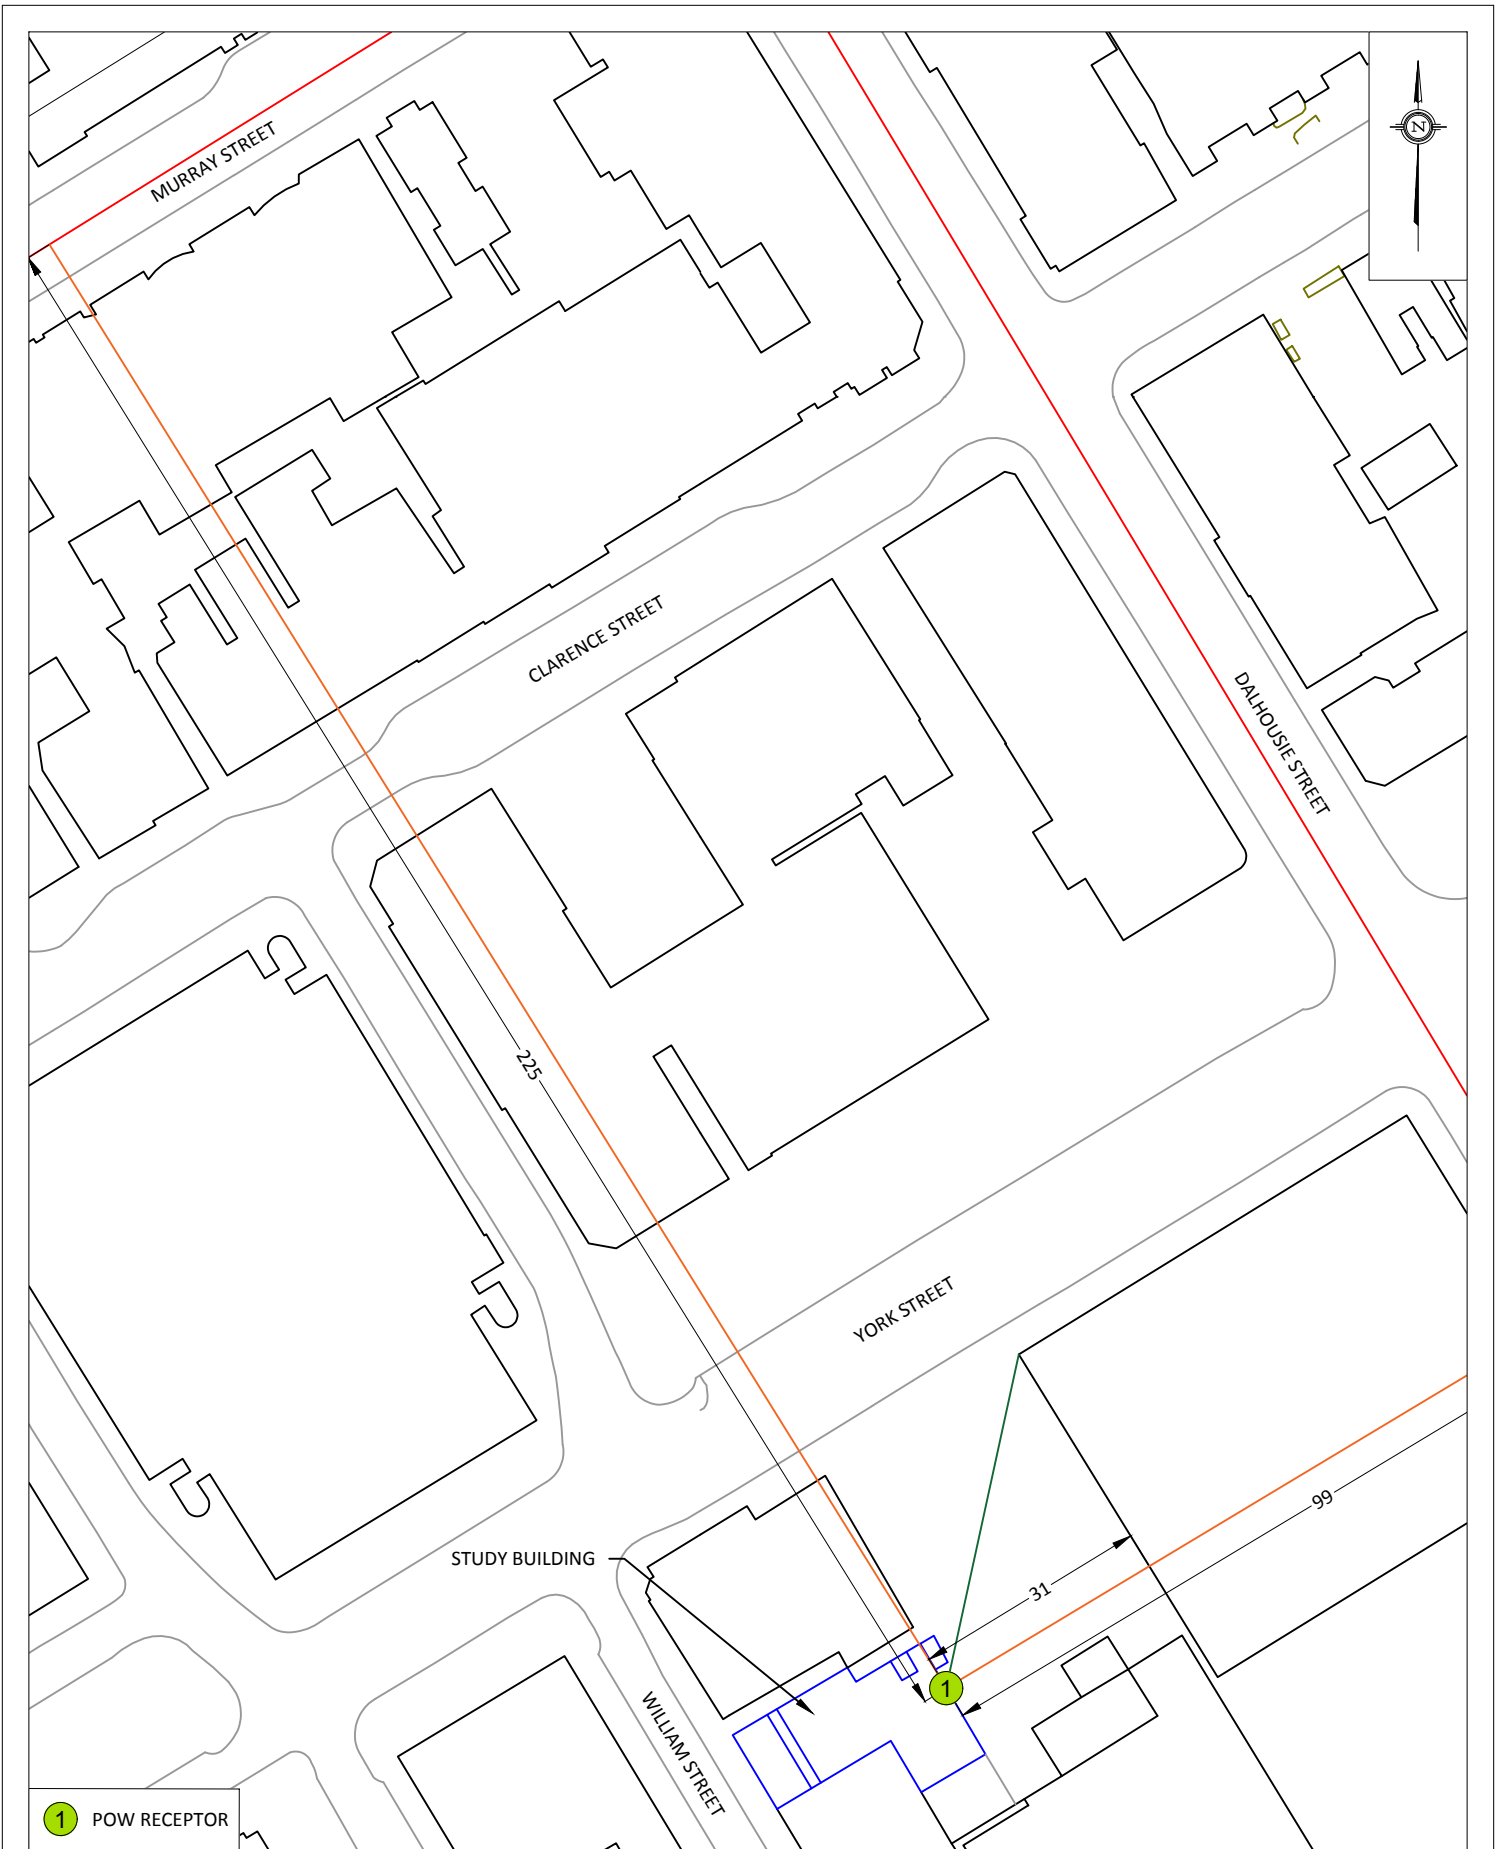 MURRAY STREET
N
CLARENCE STREET
DALHOUSIE STREET
225
YORK STREET
99
STUDY BUILDING
31
1
WILLIAM STREET
1 POW RECEPTOR